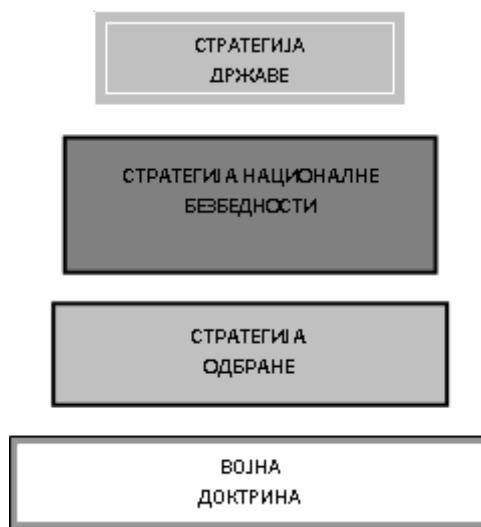 СТРАТЕГИЈА
ДРЖАВЕ
СТРАТЕГИЈА НАЦИОНАЛНЕ
БЕЗБЕДНОСТИ
СТРАТЕГИЈА
ОДБРАНЕ
ВОЈНА
ДОКТРИНА